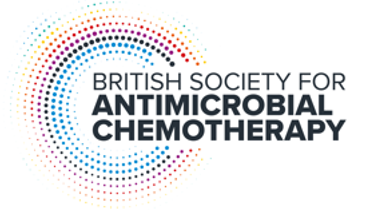 BRITISH SOCIETY FOR
ANTIMICROBIAL
CHEMOTHERAPY